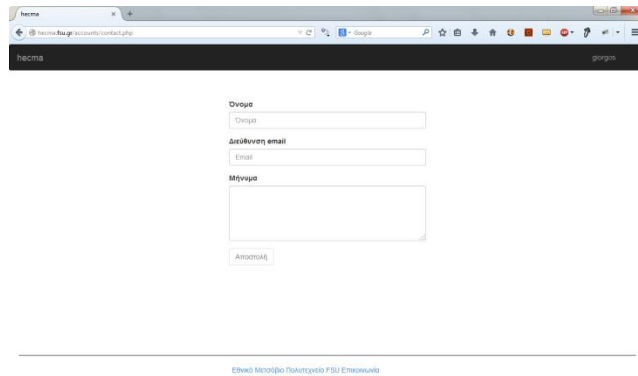 hecma
hecma.fsu.gr/accounts/contact.php
Google
hecma
giorgos
Όνομα
Όνομα
Διεύθυνση email
Email
Μήνυμα
Αποστολή
Εθνικό Μετσόβιο Πολυτεχνείο FSU Επικοινωνία